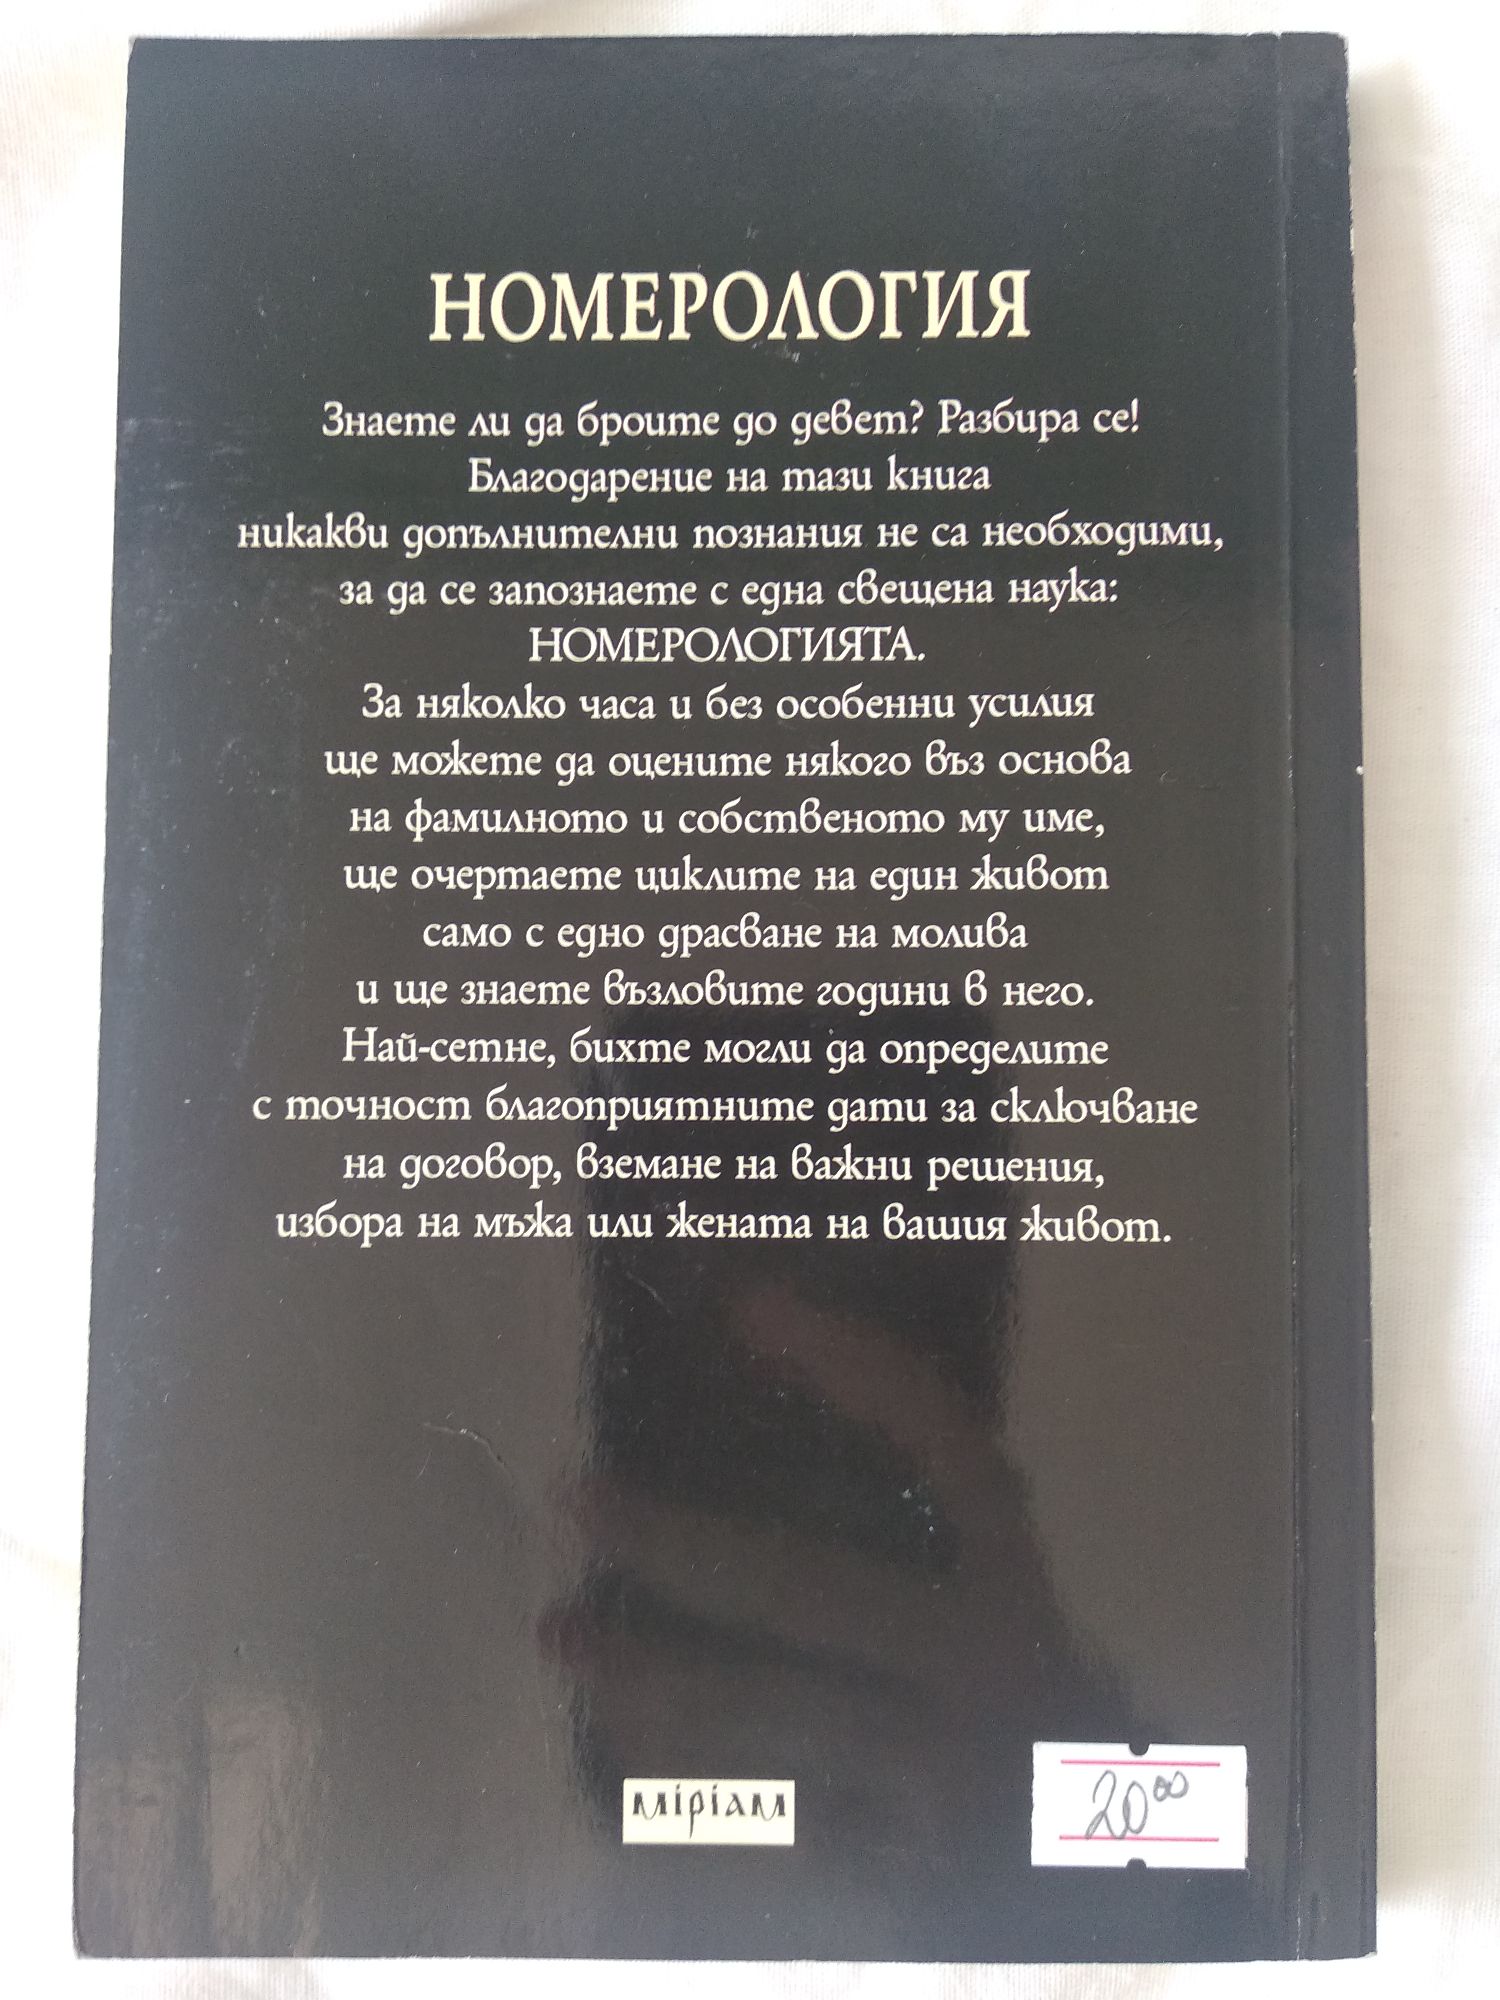 НОМЕРОЛОГИЯ
Знаете ли да броите до девет? Разбира се!
Благодарение на тази книга
никакви допълнителни познания не са необходими,
за да се запознаете с една свещена наука:
НОМЕРОЛОГИЯТА.
За няколко часа и без особенни усилия
ще можете да оцените някого въз основа
на фамилното и собственото му име,
ще очертаете циклите на един живот
само с едно драсване на молива
и ще знаете възловите години в него.
Най-сетне, бихте могли да определите
с точност благоприятните дати за сключване
на договор, вземане на важни решения,
избора на мъжа или жената на вашия живот.
міріам
20⁰⁰